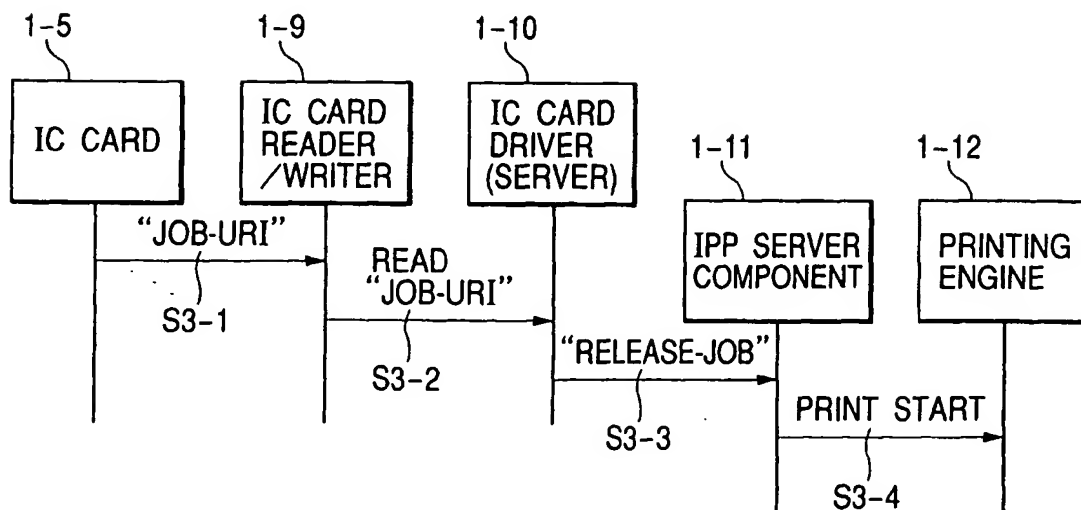 1-5
1-9
1-10
IC CARD
IC CARD
READER
/WRITER
IC CARD
DRIVER
(SERVER)
1-11
1-12
IPP SERVER
COMPONENT
PRINTING
ENGINE
“JOB-URI”
S3-1
READ
“JOB-URI”
S3-2
“RELEASE-JOB”
S3-3
PRINT START
S3-4